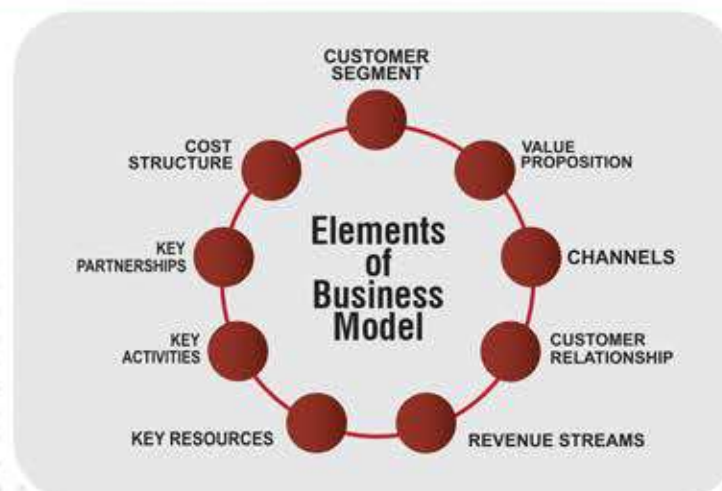 CUSTOMER
SEGMENT
VALUE
PROPOSITION
CHANNELS
CUSTOMER
RELATIONSHIP
REVENUE STREAMS
KEY RESOURCES
KEY
ACTIVITIES
KEY
PARTNERSHIPS
COST
STRUCTURE
Elements
of
Business
Model